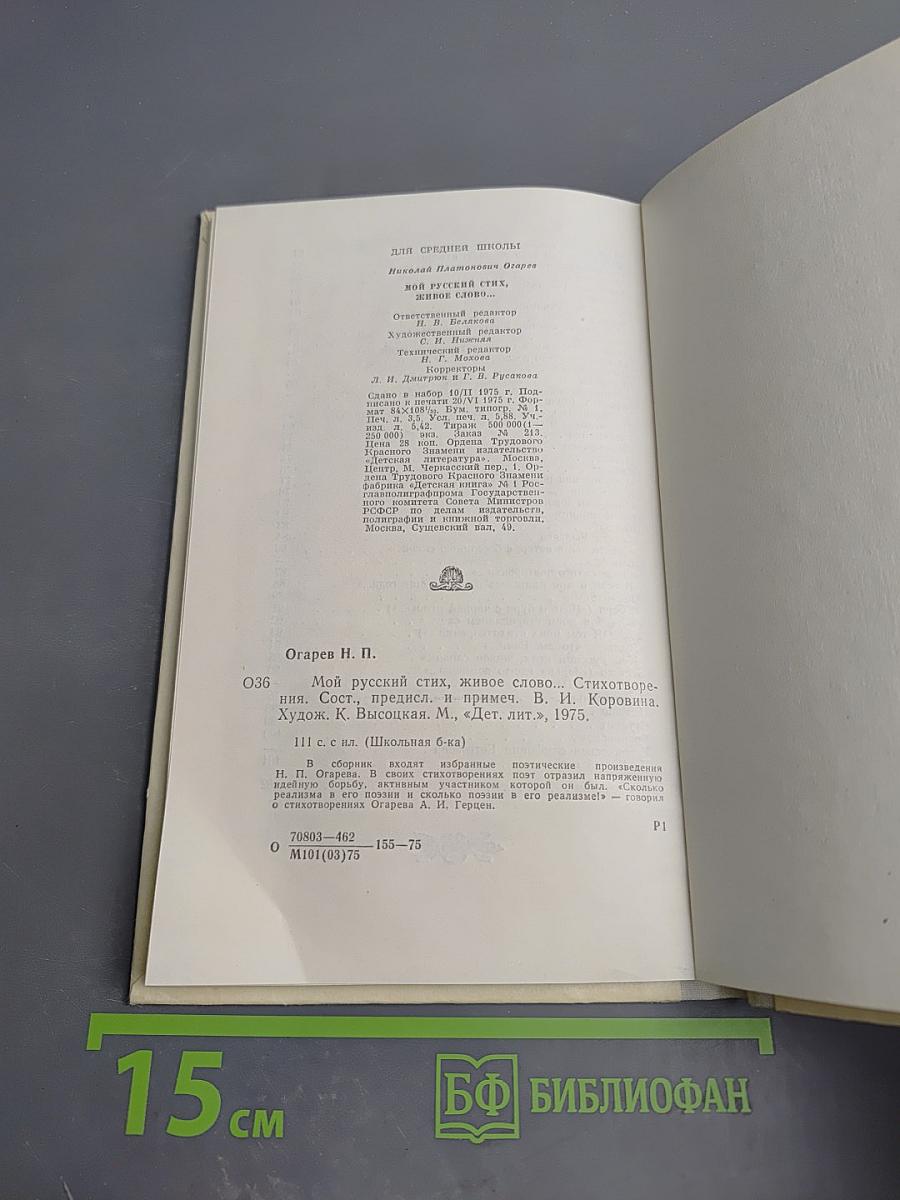 ДЛЯ СРЕДНЕЙ ШКОЛЫ
Николай Платонович Огарев
МОЙ РУССКИЙ СТИХ,
ЖИВОЕ СЛОВО...
Ответственный редактор
Н. В. Белякова
Художественный редактор
С. И. Нижняя
Технический редактор
Н. Г. Мохова
Корректоры
Л. И. Дмитрюк и Г. В. Русакова
Сдано в набор 10/II 1975 г. Под-
писано к печати 20/VI 1975 г. Фор-
мат 84×108¹/₃₂. Бум. типогр. № 1.
Печ. л. 3,5. Усл. печ. л. 5,88. Уч.-
изд. л. 5,42. Тираж 500 000(1—
250 000) экз. Заказ № 213.
Цена 28 коп. Ордена Трудового
Красного Знамени издательство
«Детская литература». Москва,
Центр, М. Черкасский пер., 1. Ор-
дена Трудового Красного Знамени
фабрика «Детская книга» № 1 Рос-
главполиграфпрома Государствен-
ного комитета Совета Министров
РСФСР по делам издательств,
полиграфии и книжной торговли.
Москва, Сущевский вал, 49.
Огарев Н. П.
О36 Мой русский стих, живое слово... Стихотворе-
ния. Сост., предисл. и примеч. В. И. Коровина.
Худож. К. Высоцкая. М., «Дет. лит.», 1975.
111 с. с ил. (Школьная б-ка)
В сборник входят избранные поэтические произведения
Н. П. Огарева. В своих стихотворениях поэт отразил напряженную
идейную борьбу, активным участником которой он был. «Сколько
реализма в его поэзии и сколько поэзии в его реализме!» — говорил
о стихотворениях Огарева А. И. Герцен.
Р1
О 70803—462
М101(03)75 —155—75
15 см
БФ БИБЛИОФАН